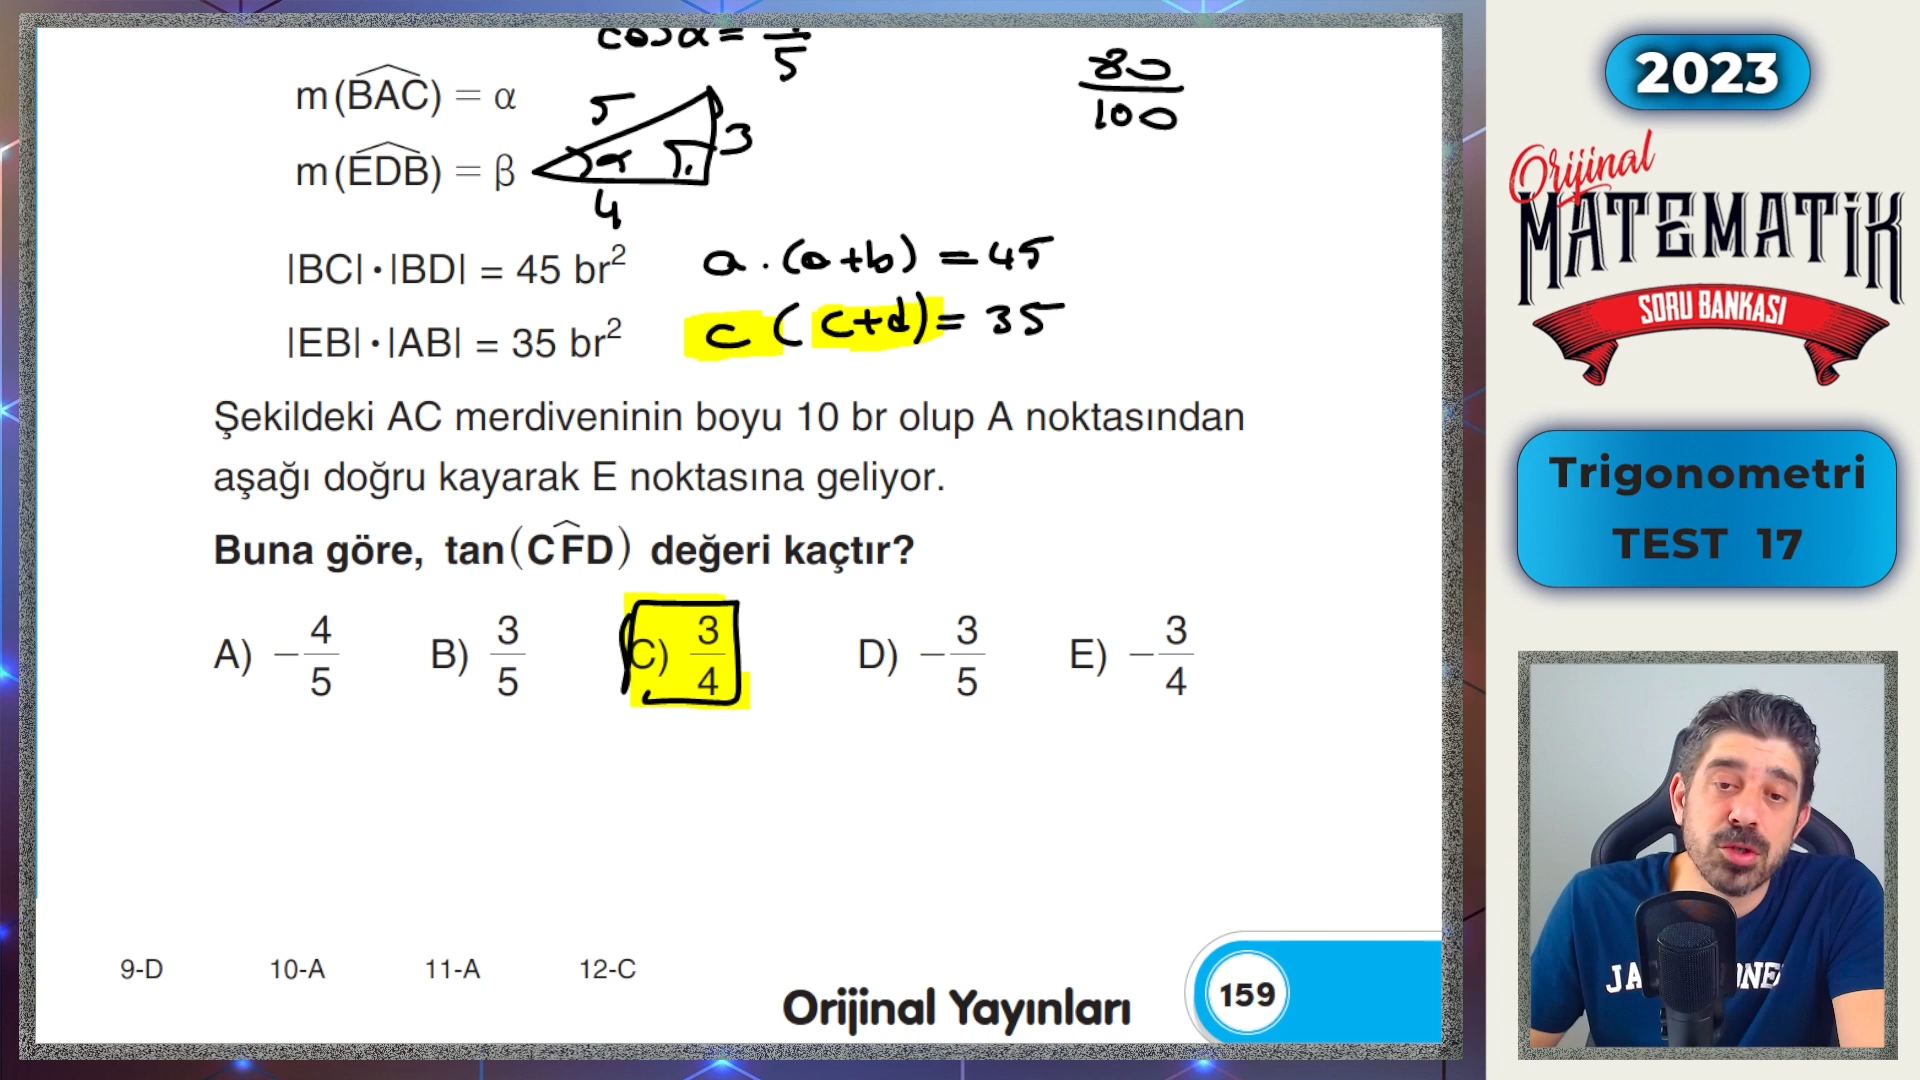 cos α = 5
80
100
m(BAC) = α
5
3
α
4
m(EDB) = β
|BC|·|BD| = 45 br²
a.(a+b) = 45
|EB|·|AB| = 35 br²
c(c+d) = 35
Şekildeki AC merdiveninin boyu 10 br olup A noktasından
aşağı doğru kayarak E noktasına geliyor.
Buna göre, tan(CFD) değeri kaçtır?
A) −4/5 B) 3/5 C) 3/4 D) −3/5 E) −3/4
9-D 10-A 11-A 12-C
Orijinal Yayınları
159
2023
Orijinal
MATEMATİK
SORU BANKASI
Trigonometri
TEST 17